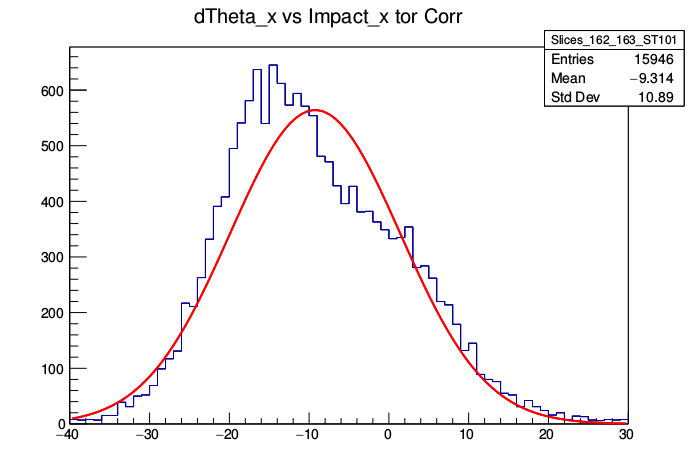 dTheta_x vs Impact_x tor Corr
Slices_162_163_ST101
Entries 15946
Mean −9.314
Std Dev 10.89
600
500
400
300
200
100
0
−40 −30 −20 −10 0 10 20 30